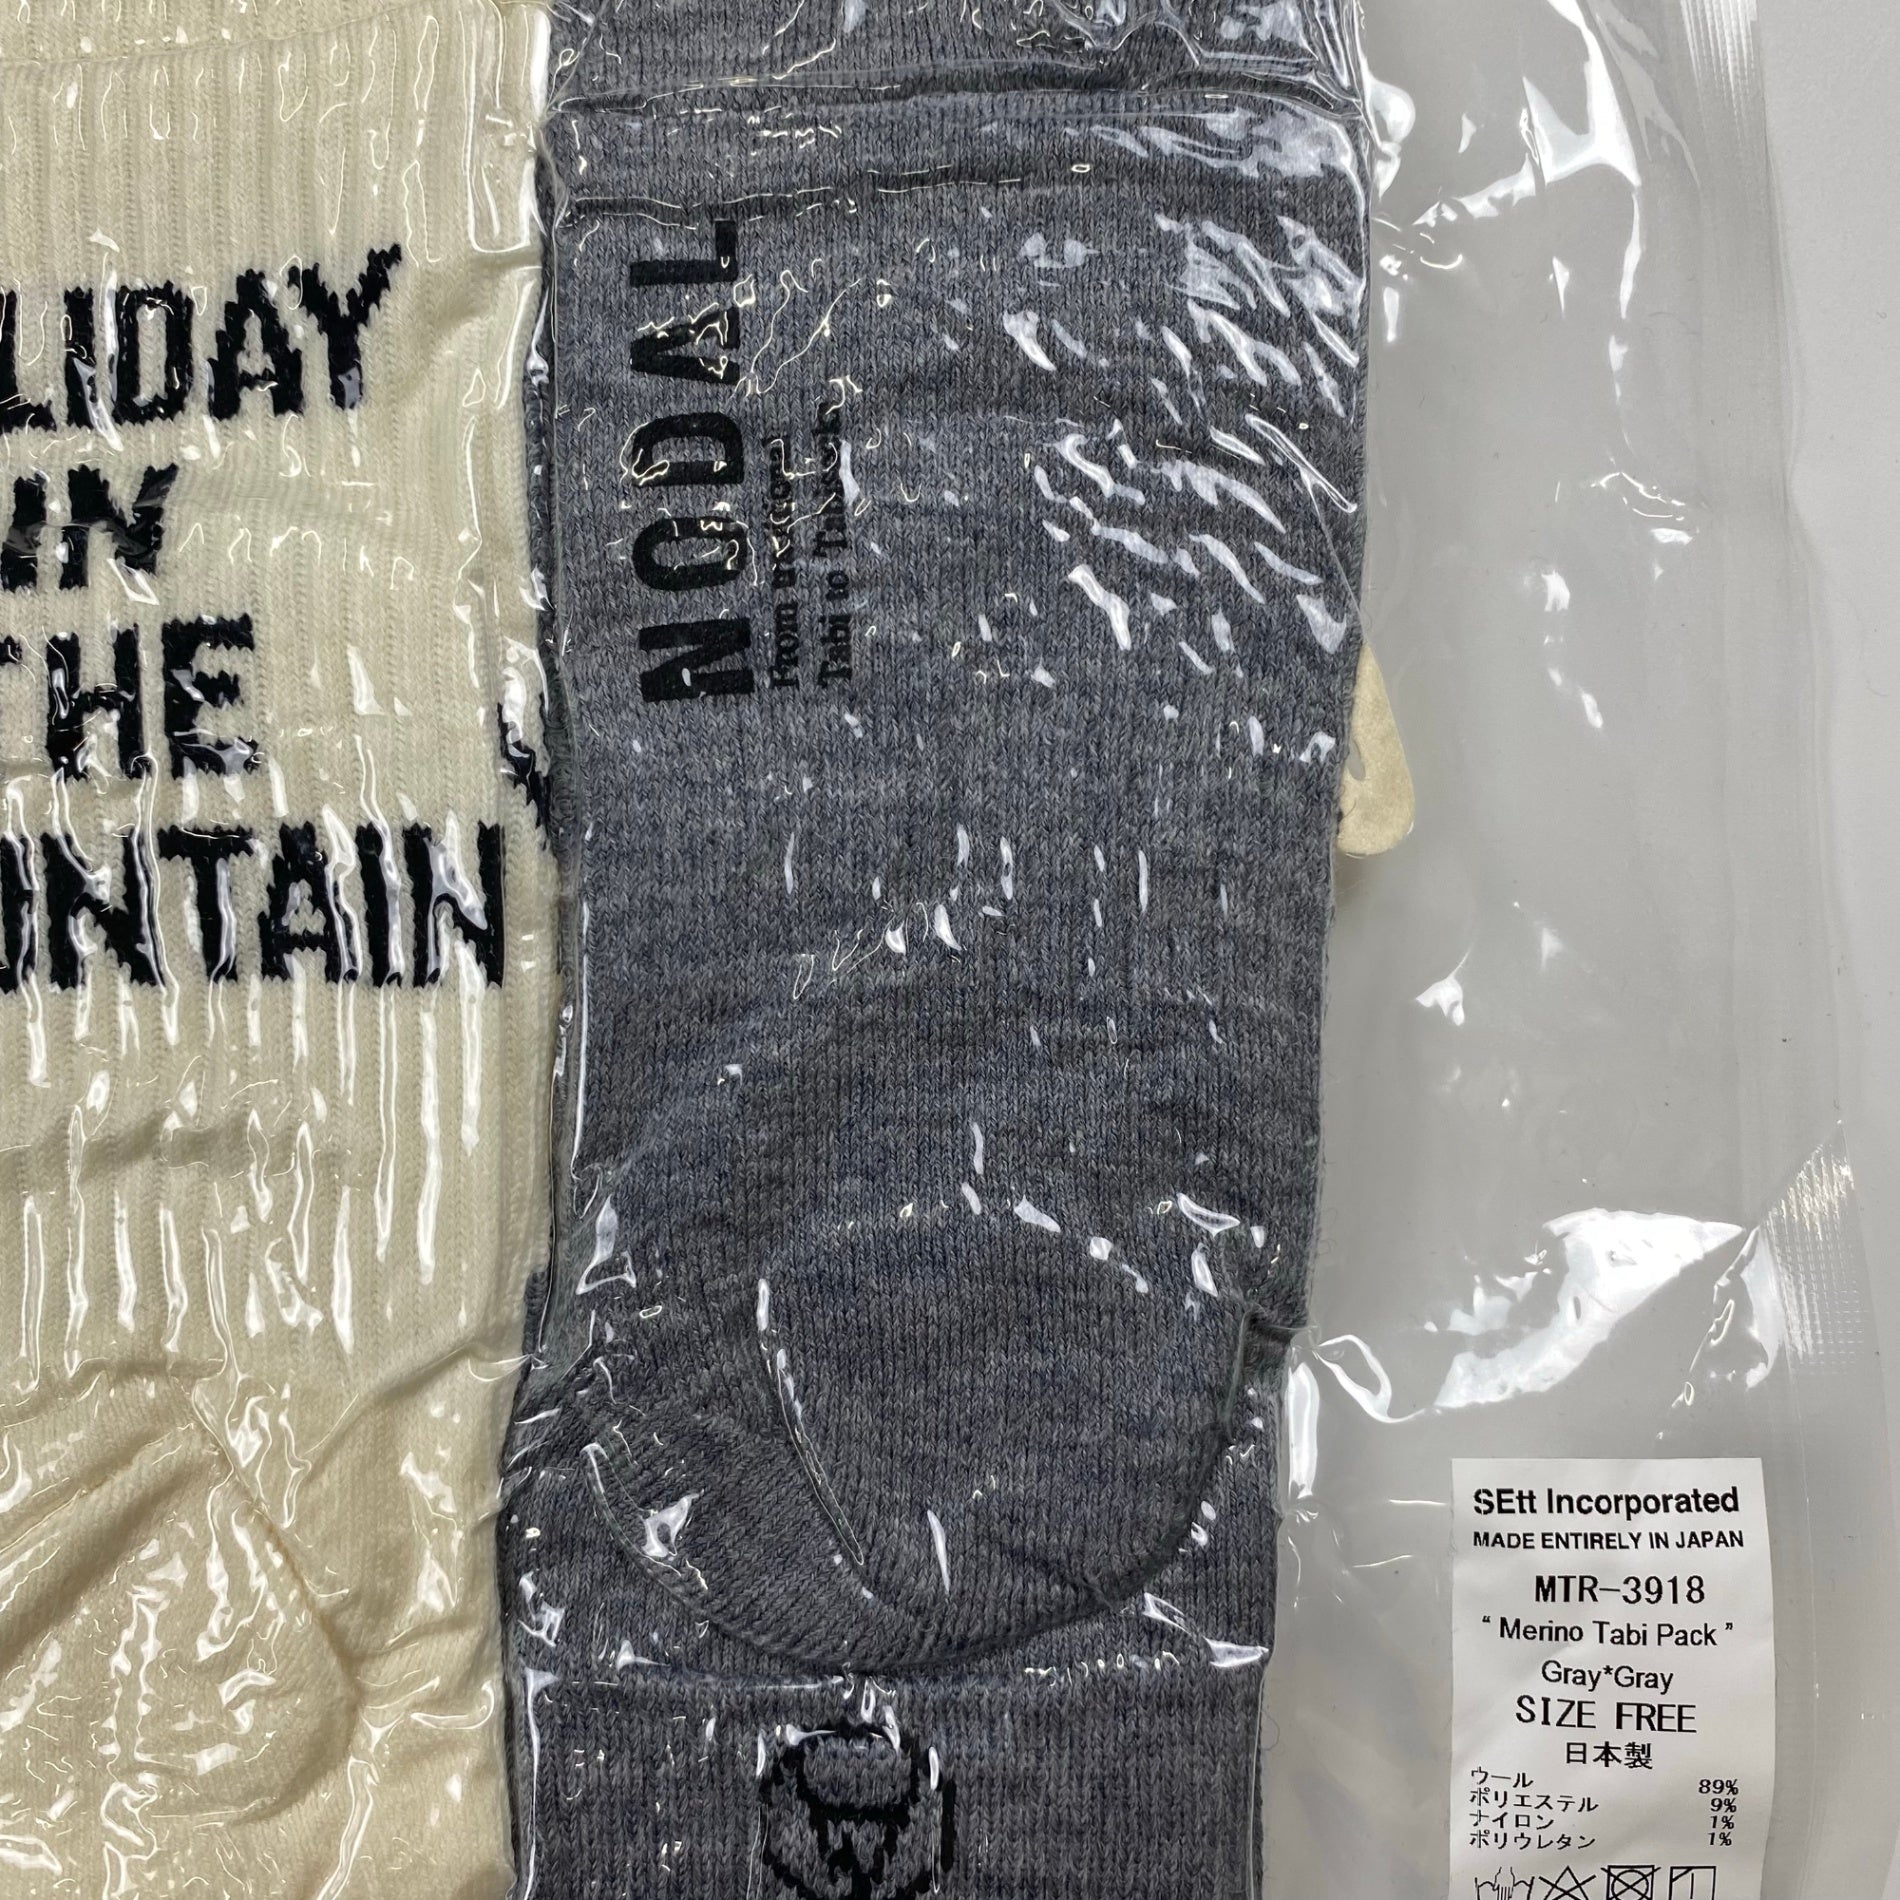 LIDAY
IN
THE
UNTAIN
NODAL
From
Tabi to
SEtt Incorporated
MADE ENTIRELY IN JAPAN
MTR-3918
“ Merino Tabi Pack ”
Gray*Gray
SIZE FREE
日本製
ウール 89%
ポリエステル 9%
ナイロン 1%
ポリウレタン 1%